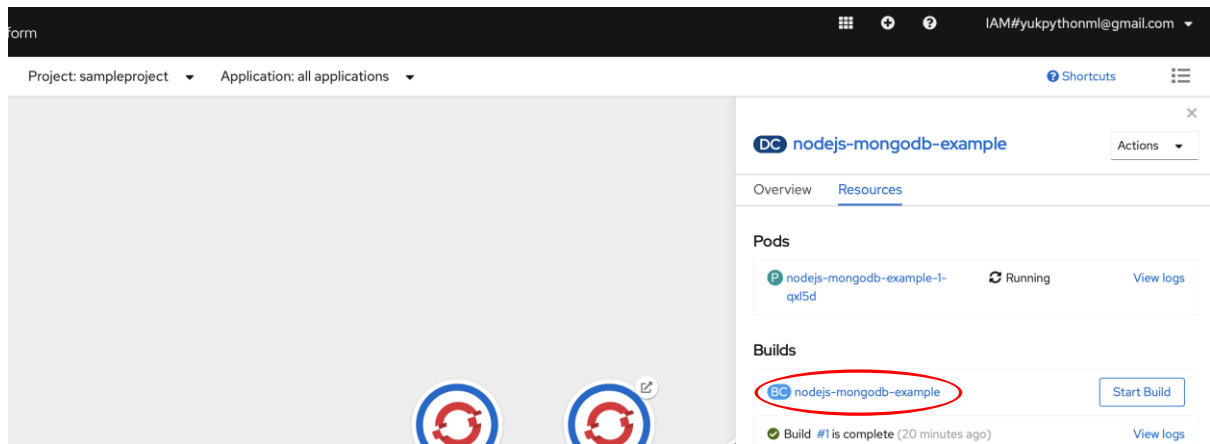 form
IAM#yukpythonml@gmail.com
Project: sampleproject
Application: all applications
Shortcuts
DC nodejs-mongodb-example
Actions
Overview Resources
Pods
P nodejs-mongodb-example-1-
qxl5d
Running
View logs
Builds
BC nodejs-mongodb-example
Start Build
Build #1 is complete (20 minutes ago)
View logs